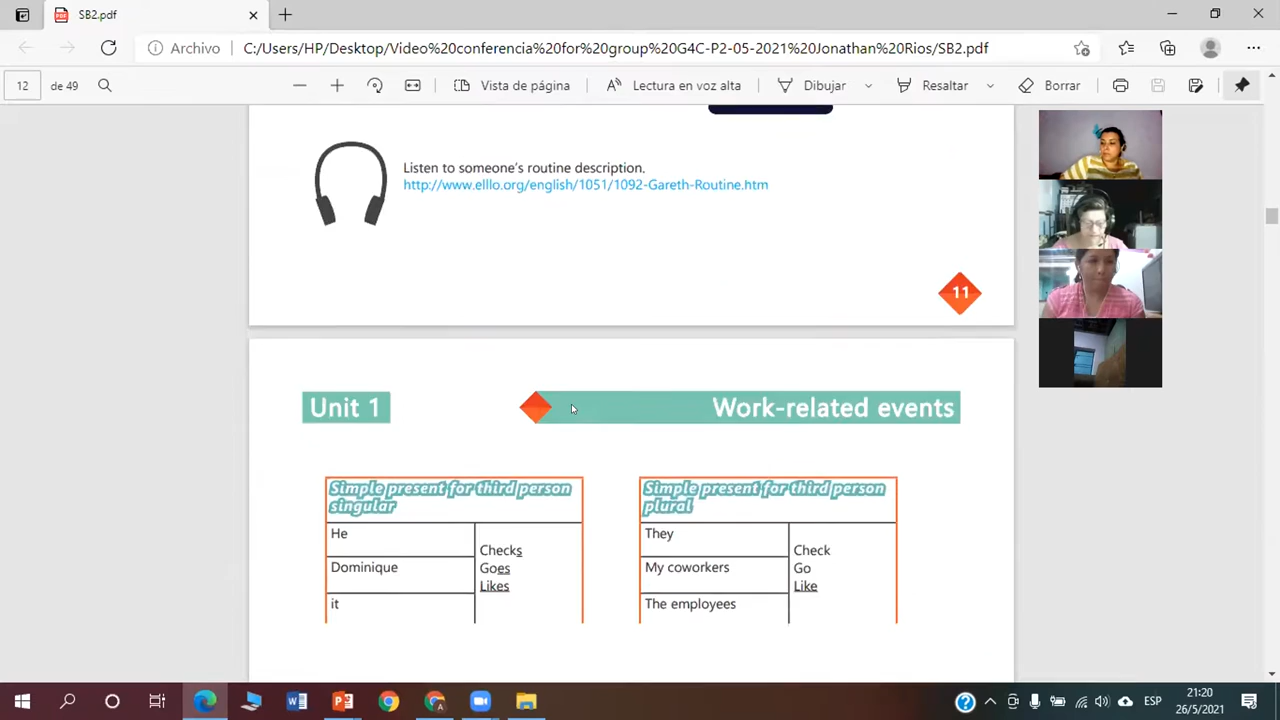 SB2.pdf
Archivo
C:/Users/HP/Desktop/Video%20conferencia%20for%20group%20G4C-P2-05-2021%20Jonathan%20Rios/SB2.pdf
12 de 49
Vista de página
Lectura en voz alta
Dibujar
Resaltar
Borrar
Listen to someone's routine description.
http://www.elllo.org/english/1051/1092-Gareth-Routine.htm
11
Unit 1
Work-related events
Simple present for third person
singular
He
Dominique
it
Checks
Goes
Likes
Simple present for third person
plural
They
My coworkers
The employees
Check
Go
Like
ESP
21:20
26/5/2021